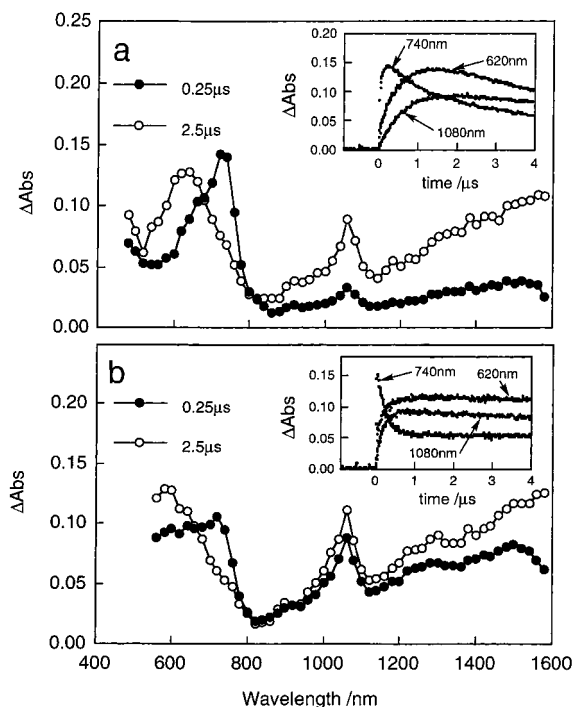 a
0.25μs
2.5μs
ΔAbs
0.25
0.20
0.15
0.10
0.05
0.00
740nm
620nm
1080nm
ΔAbs
0.20
0.15
0.10
0.05
0.00
0
1
2
3
4
time /μs
b
0.25μs
2.5μs
ΔAbs
0.20
0.15
0.10
0.05
0.00
740nm
620nm
1080nm
ΔAbs
0.15
0.10
0.05
0.00
0
1
2
3
4
time /μs
400
600
800
1000
1200
1400
1600
Wavelength /nm